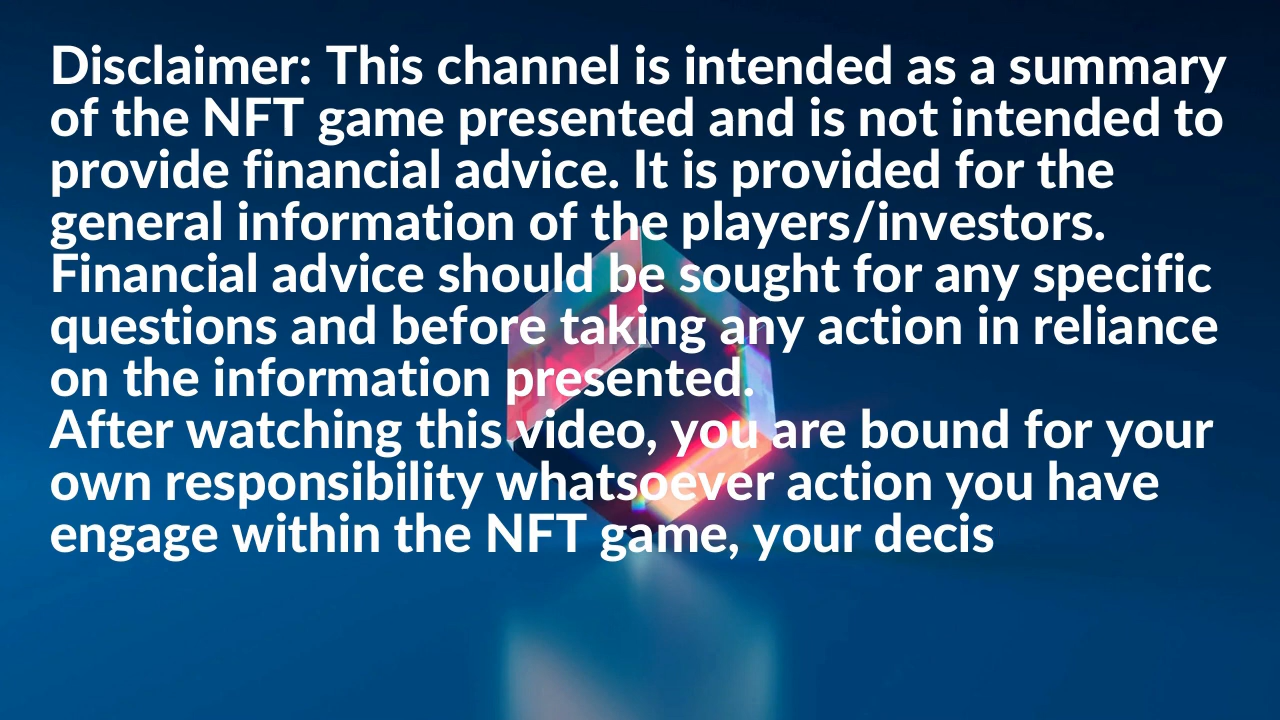 Disclaimer: This channel is intended as a summary
of the NFT game presented and is not intended to
provide financial advice. It is provided for the
general information of the players/investors.
Financial advice should be sought for any specific
questions and before taking any action in reliance
on the information presented.
After watching this video, you are bound for your
own responsibility whatsoever action you have
engage within the NFT game, your decis